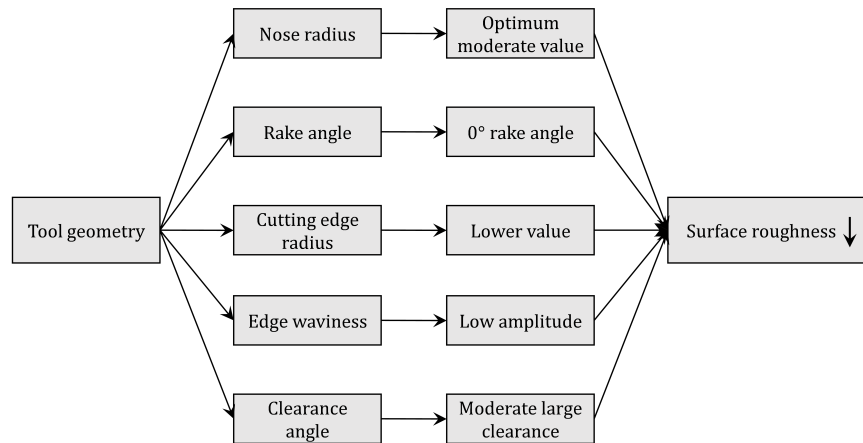 Nose radius
Optimum
moderate value
Rake angle
0° rake angle
Tool geometry
Cutting edge
radius
Lower value
Surface roughness
Edge waviness
Low amplitude
Clearance
angle
Moderate large
clearance